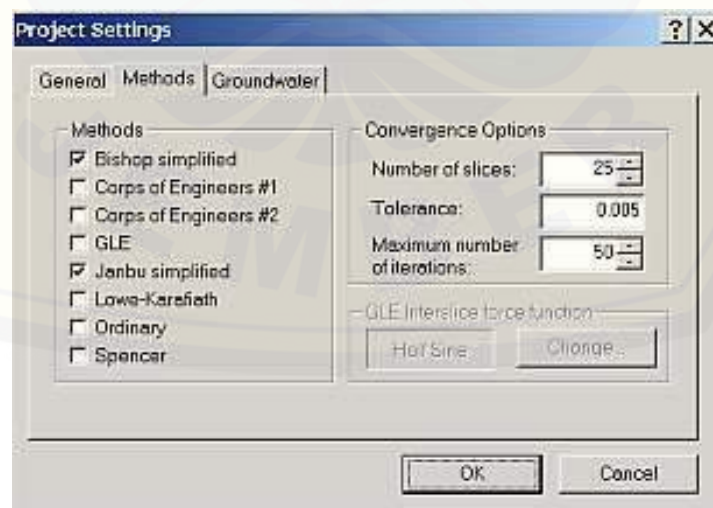 Project Settings
General Methods Groundwater
Methods
Bishop simplified
Corps of Engineers #1
Corps of Engineers #2
GLE
Janbu simplified
Lowe-Karafiath
Ordinary
Spencer
Convergence Options
Number of slices: 25
Tolerance: 0.005
Maximum number
of iterations: 50
GLE Interslice force function
Half Sine Change...
OK Cancel